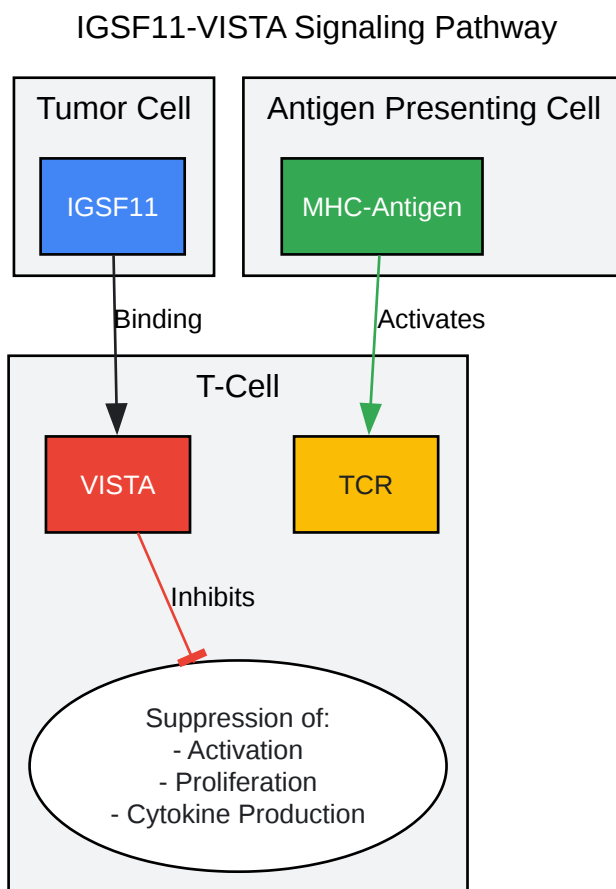 IGSF11-VISTA Signaling Pathway
Tumor Cell
Antigen Presenting Cell
IGSF11
MHC-Antigen
Binding
Activates
T-Cell
VISTA
TCR
Inhibits
Suppression of:
- Activation
- Proliferation
- Cytokine Production